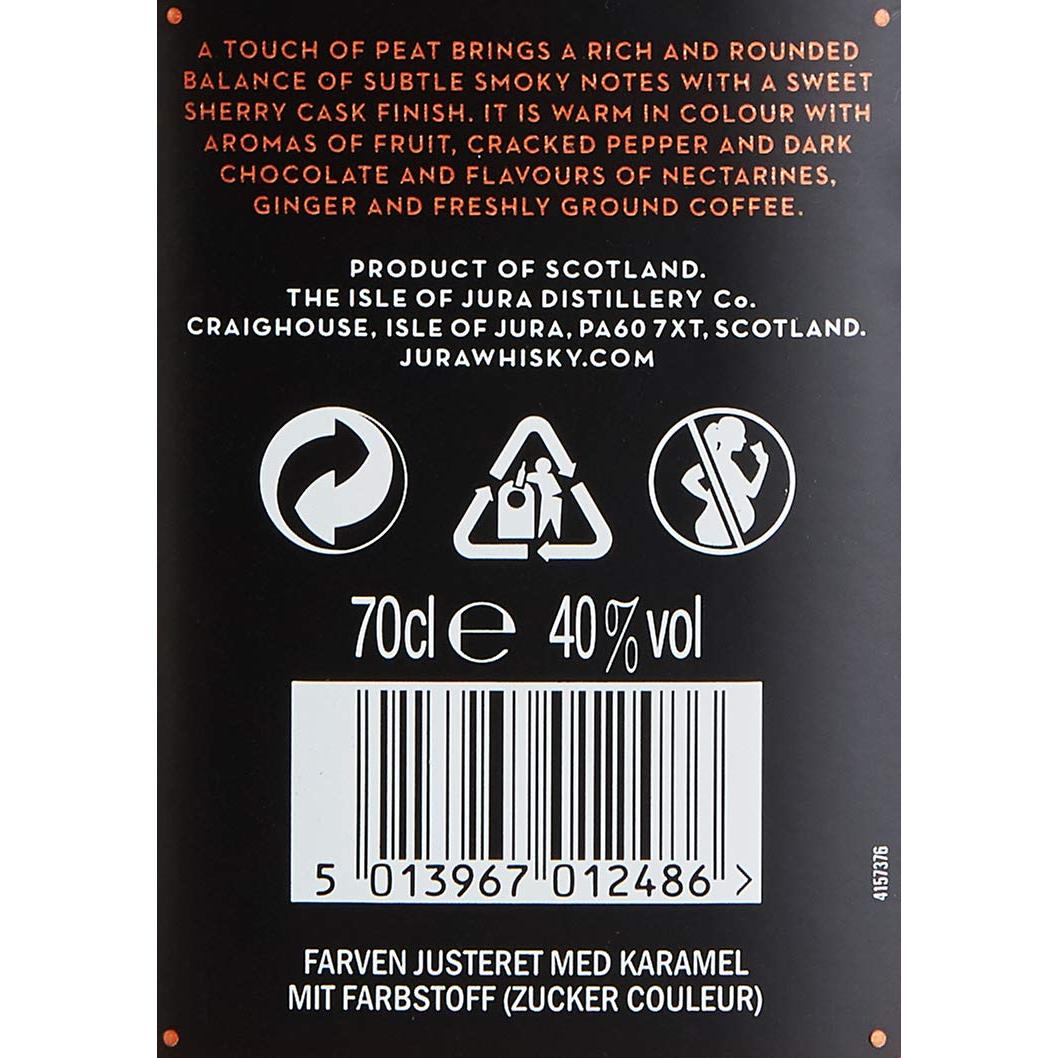 A TOUCH OF PEAT BRINGS A RICH AND ROUNDED
BALANCE OF SUBTLE SMOKY NOTES WITH A SWEET
SHERRY CASK FINISH. IT IS WARM IN COLOUR WITH
AROMAS OF FRUIT, CRACKED PEPPER AND DARK
CHOCOLATE AND FLAVOURS OF NECTARINES,
GINGER AND FRESHLY GROUND COFFEE.
PRODUCT OF SCOTLAND.
THE ISLE OF JURA DISTILLERY Co.
CRAIGHOUSE, ISLE OF JURA, PA60 7XT, SCOTLAND.
JURAWHISKY.COM
70cl e 40% vol
5 013967 012486 >
4157376
FARVEN JUSTERET MED KARAMEL
MIT FARBSTOFF (ZUCKER COULEUR)